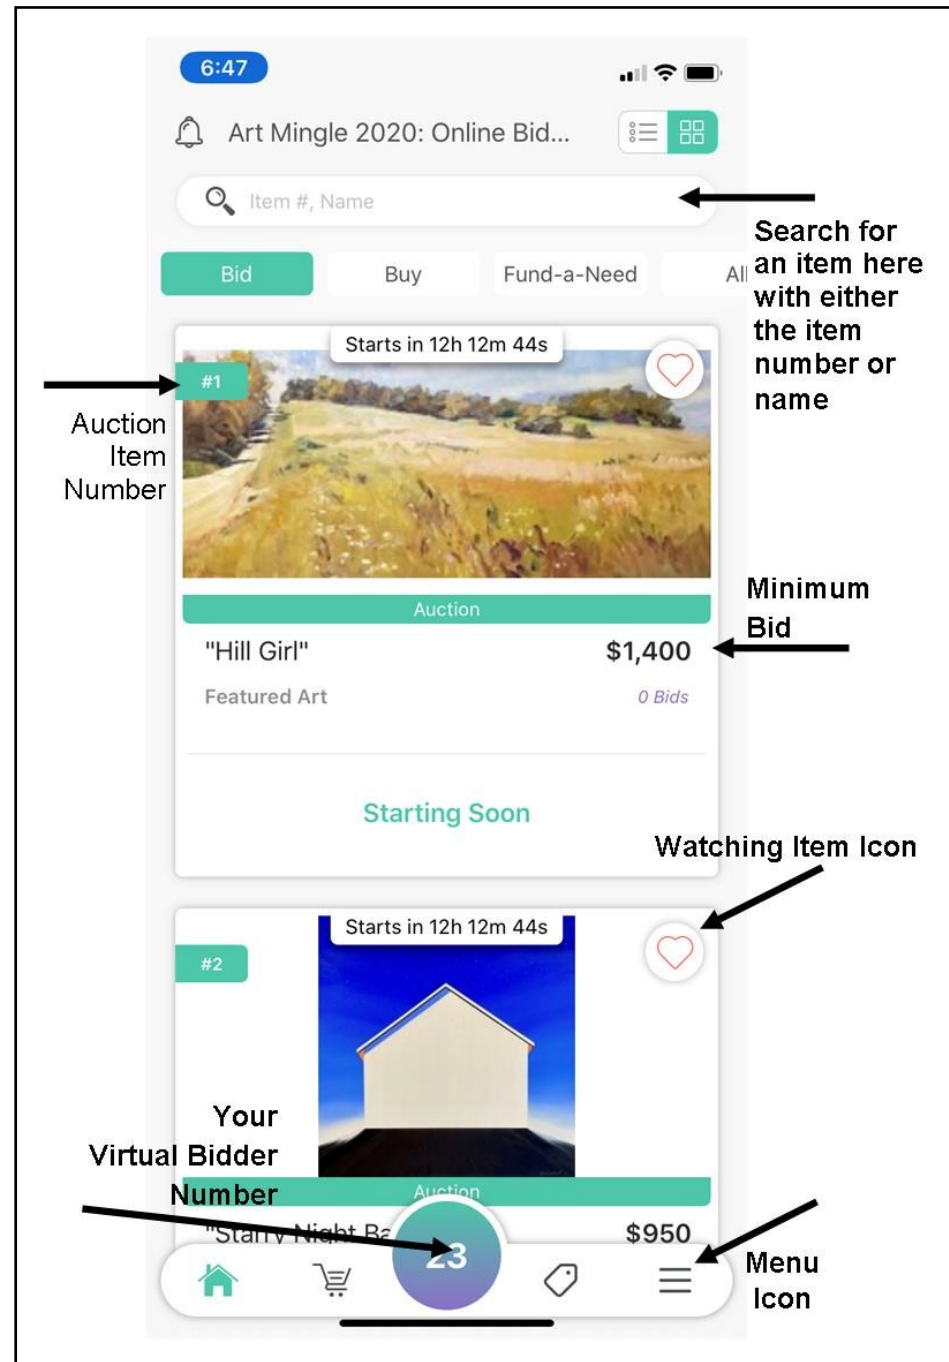 6:47
Art Mingle 2020: Online Bid...
Item #, Name
Search for
an item here
with either
the item
number or
name
Bid Buy Fund-a-Need All
Starts in 12h 12m 44s
#1
Auction
Item
Number
Auction
Minimum
Bid
"Hill Girl" $1,400
Featured Art 0 Bids
Starting Soon
Watching Item Icon
Starts in 12h 12m 44s
#2
Your
Virtual Bidder
Number
Auction
"Starry Night Ba $950
23
Menu
Icon